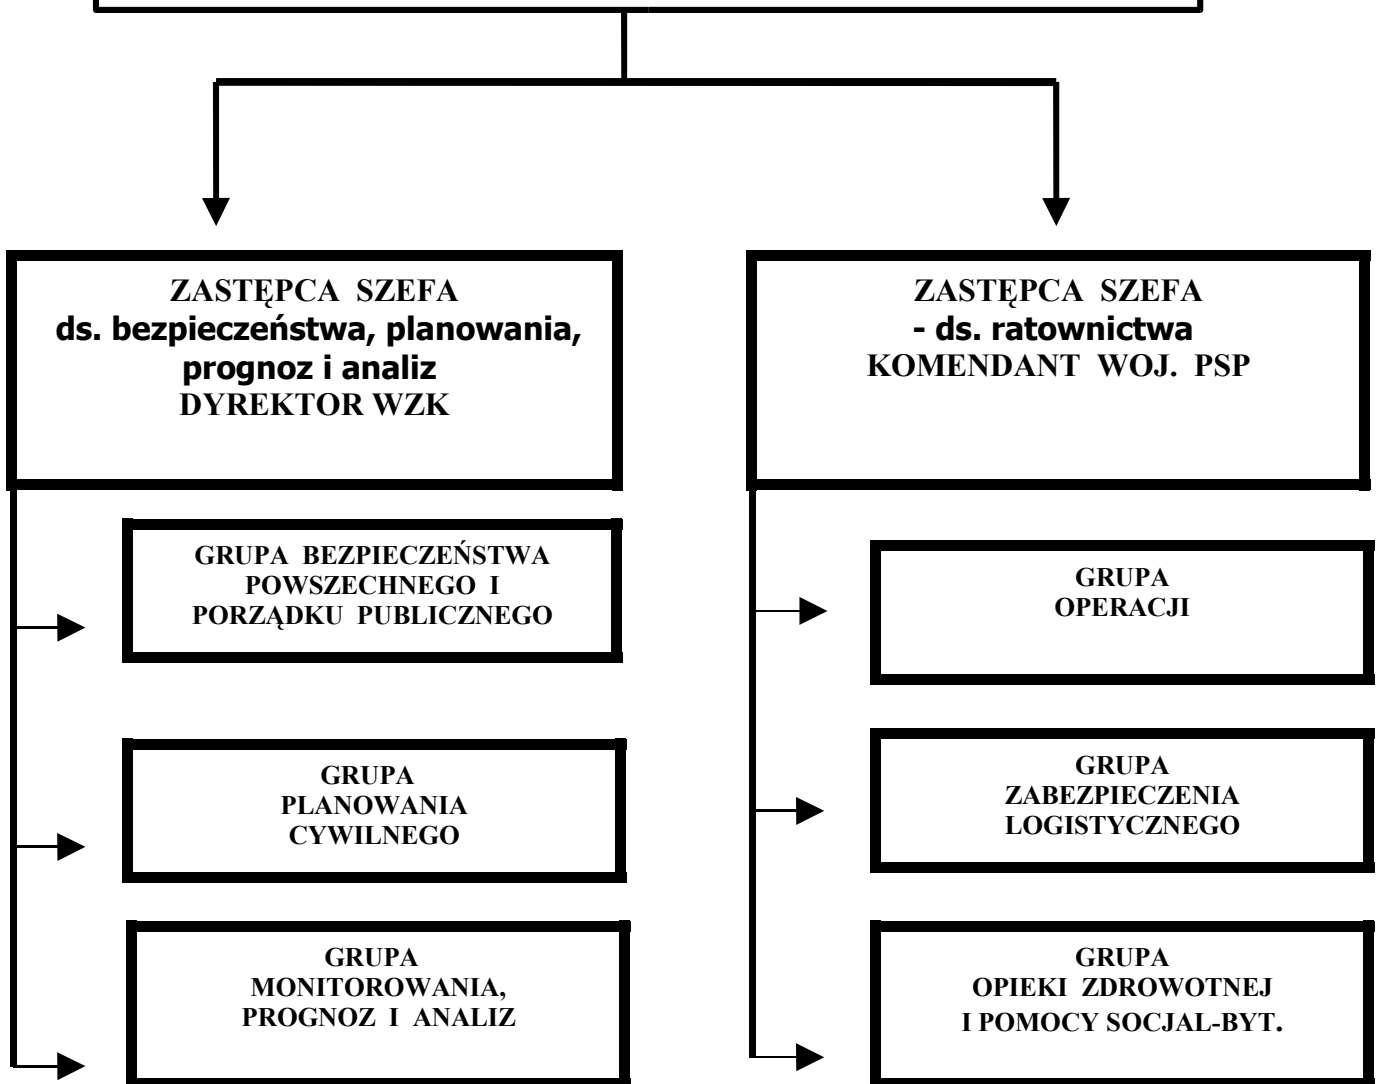 ZASTĘPCA SZEFA
ds. bezpieczeństwa, planowania,
prognoz i analiz
DYREKTOR WZK
ZASTĘPCA SZEFA
- ds. ratownictwa
KOMENDANT WOJ. PSP
GRUPA BEZPIECZEŃSTWA
POWSZECHNEGO I
PORZĄDKU PUBLICZNEGO
GRUPA
OPERACJI
GRUPA
PLANOWANIA
CYWILNEGO
GRUPA
ZABEZPIECZENIA
LOGISTYCZNEGO
GRUPA
MONITOROWANIA,
PROGNOZ I ANALIZ
GRUPA
OPIEKI ZDROWOTNEJ
I POMOCY SOCJAL-BYT.